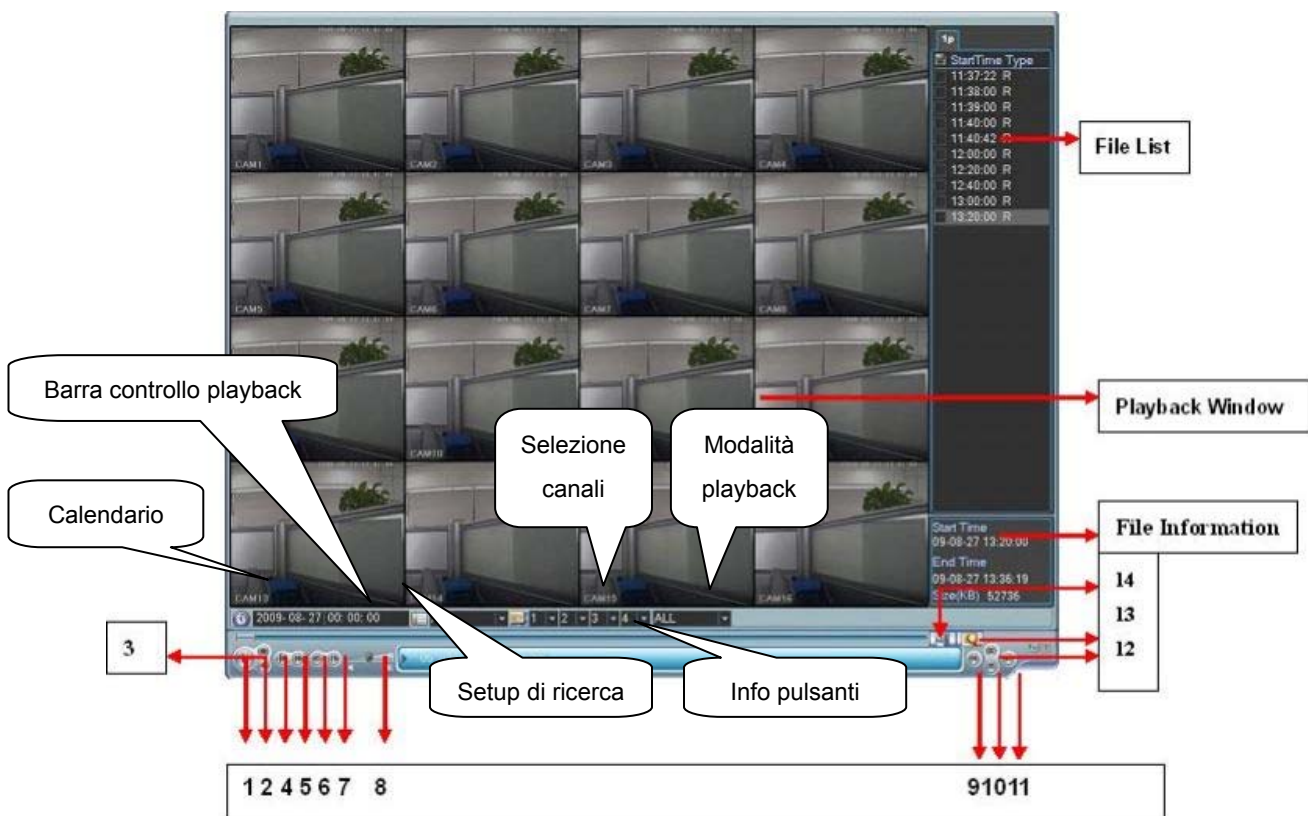 1p
StartTime Type
11:37:22 R
11:38:00 R
11:39:00 R
11:40:00 R
11:40:42 R
12:00:00 R
12:20:00 R
12:40:00 R
13:00:00 R
13:20:00 R
File List
CAM1
CAM2
CAM3
CAM4
CAM5
CAM6
CAM7
CAM8
Barra controllo playback
Playback Window
Selezione
canali
Modalità
playback
CAM10
Calendario
Start Time
09-08-27 13:20:00
End Time
09-08-27 13:36:19
Size(KB) 52736
File Information
14
13
12
CAM13
CAM15
CAM16
2009-08-27 00:00:00
1 2 3 4 ALL
3
Setup di ricerca
Info pulsanti
1 2 4 5 6 7 8
91011